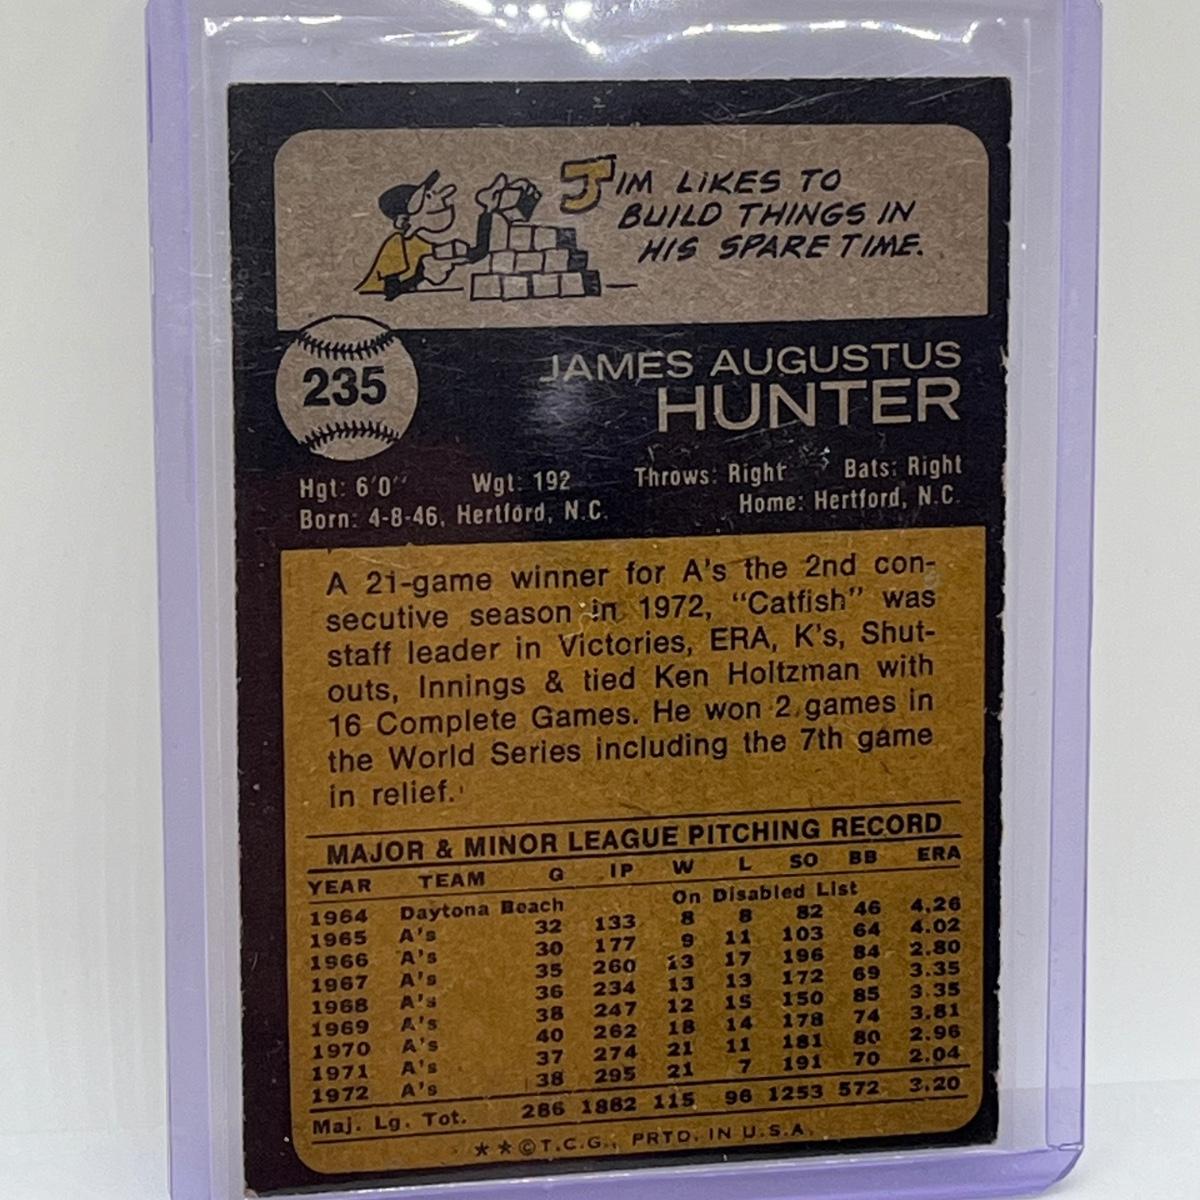 JIM LIKES TO
BUILD THINGS IN
HIS SPARE TIME.
235
JAMES AUGUSTUS
HUNTER
Hgt: 6'0" Wgt: 192 Throws: Right Bats: Right
Born: 4-8-46, Hertford, N.C. Home: Hertford, N.C.
A 21-game winner for A's the 2nd con-
secutive season in 1972, "Catfish" was
staff leader in Victories, ERA, K's, Shut-
outs, Innings & tied Ken Holtzman with
16 Complete Games. He won 2 games in
the World Series including the 7th game
in relief.
MAJOR & MINOR LEAGUE PITCHING RECORD
YEAR TEAM G IP W L SO BB ERA
1964 Daytona Beach On Disabled List
1965 A's 32 133 8 8 82 46 4.26
1966 A's 30 177 9 11 103 64 4.02
1967 A's 35 260 13 17 196 84 2.80
1968 A's 36 234 13 13 172 69 3.35
1969 A's 38 247 12 15 150 85 3.35
1970 A's 40 262 18 14 178 74 3.81
1971 A's 37 274 21 11 181 80 2.96
1972 A's 38 295 21 7 191 70 2.04
Maj. Lg. Tot. 286 1882 115 96 1253 572 3.20
**©T.C.G., PRTD. IN U.S.A.